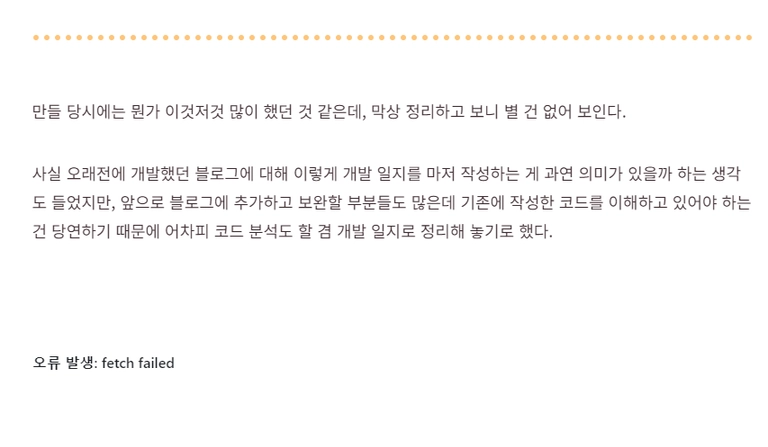 만들 당시에는 뭔가 이것저것 많이 했던 것 같은데, 막상 정리하고 보니 별 건 없어 보인다.
사실 오래전에 개발했던 블로그에 대해 이렇게 개발 일지를 마저 작성하는 게 과연 의미가 있을까 하는 생각
도 들었지만, 앞으로 블로그에 추가하고 보완할 부분들도 많은데 기존에 작성한 코드를 이해하고 있어야 하는
건 당연하기 때문에 어차피 코드 분석도 할 겸 개발 일지로 정리해 놓기로 했다.
오류 발생: fetch failed